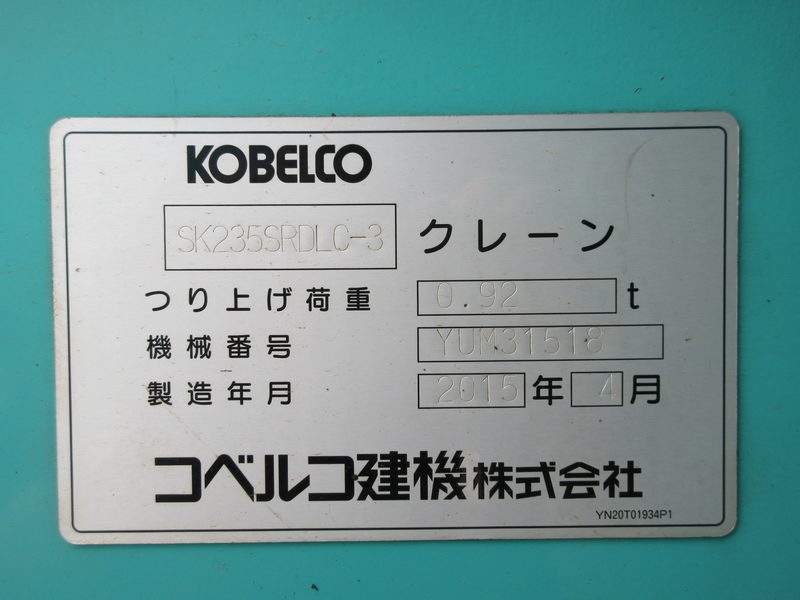 KOBELCO
SK235SRDLC-3 クレーン
つり上げ荷重 0.92 t
機械番号 YUM31518
製造年月 2015 年 4 月
コベルコ建機株式会社
YN20T01934P1